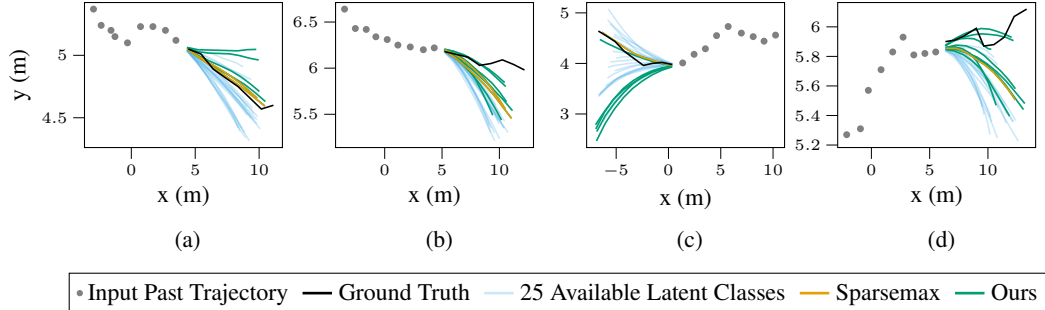 y (m)
5
4.5
0
5
10
x (m)
(a)
6.5
6
5.5
0
5
10
x (m)
(b)
5
4
3
−5
0
5
10
x (m)
(c)
6
5.8
5.6
5.4
5.2
0
5
10
x (m)
(d)
Input Past Trajectory Ground Truth 25 Available Latent Classes Sparsemax Ours